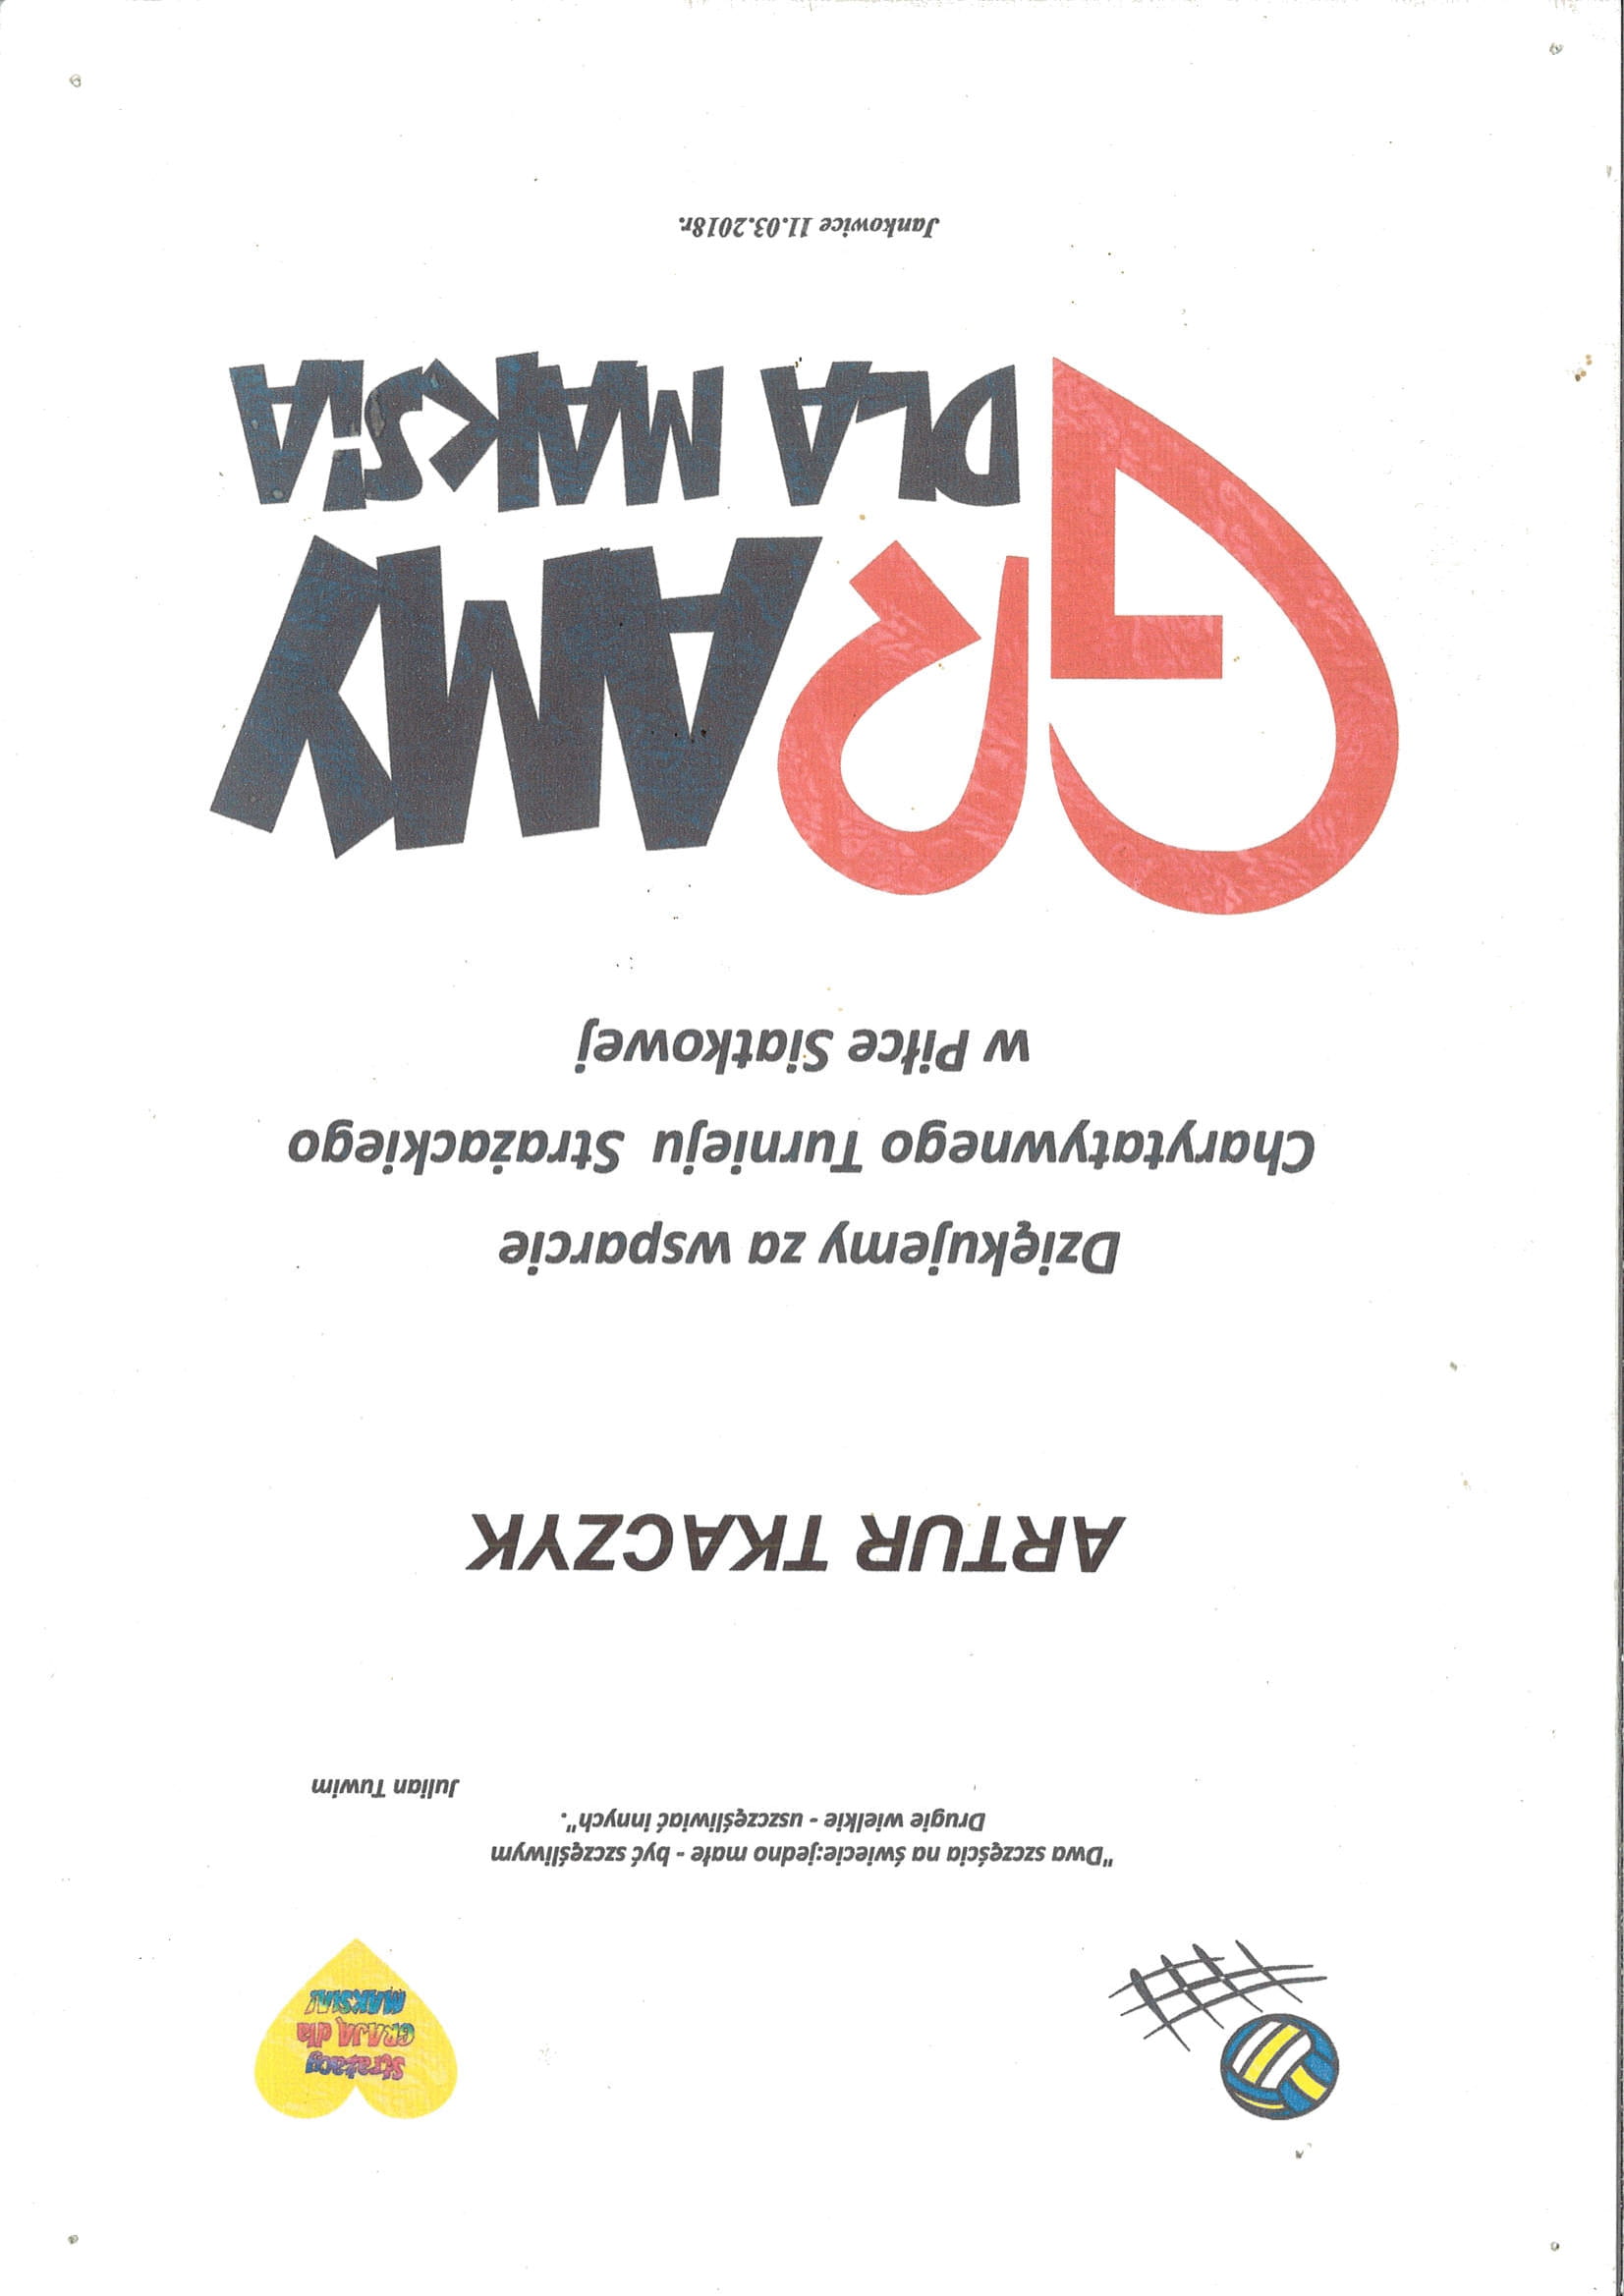 Strażacy
GRAJĄ dla
MAKSIA!
"Dwa szczęścia na świecie:jedno małe - być szczęśliwym
Drugie wielkie - uszczęśliwiać innych".
Julian Tuwim
ARTUR TKACZYK
Dziękujemy za wsparcie
Charytatywnego Turnieju Strażackiego
w Piłce Siatkowej
GRAMY
DLA MAKSiA
Jankowice 11.03.2018r.